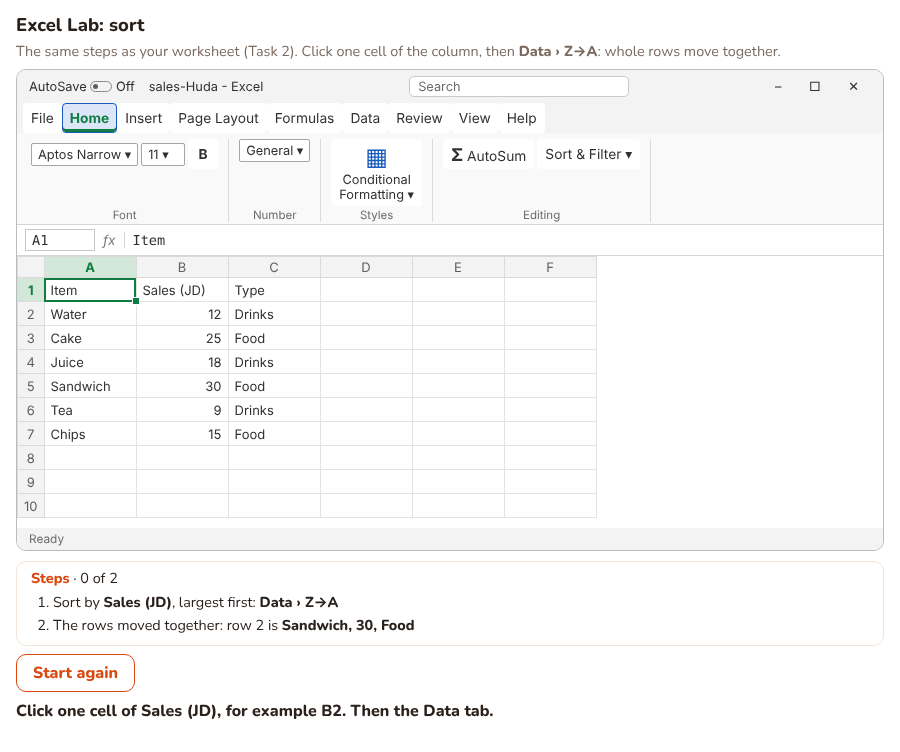 Excel Lab: sort
The same steps as your worksheet (Task 2). Click one cell of the column, then Data › Z→A: whole rows move together.
AutoSave Off sales-Huda - Excel Search
File Home Insert Page Layout Formulas Data Review View Help
Aptos Narrow ▾ 11 ▾ B General ▾ Conditional Formatting ▾ Σ AutoSum Sort & Filter ▾
Font Number Styles Editing
A1 fx Item
A B C D E F
1 Item Sales (JD) Type
2 Water 12 Drinks
3 Cake 25 Food
4 Juice 18 Drinks
5 Sandwich 30 Food
6 Tea 9 Drinks
7 Chips 15 Food
8
9
10
Ready
Steps · 0 of 2
1. Sort by Sales (JD), largest first: Data › Z→A
2. The rows moved together: row 2 is Sandwich, 30, Food
Start again
Click one cell of Sales (JD), for example B2. Then the Data tab.